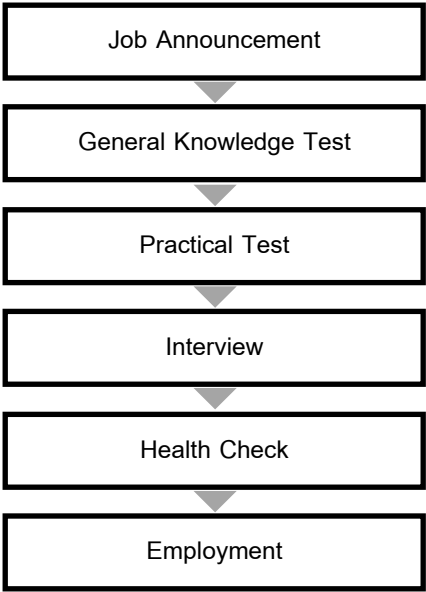 Job Announcement
General Knowledge Test
Practical Test
Interview
Health Check
Employment